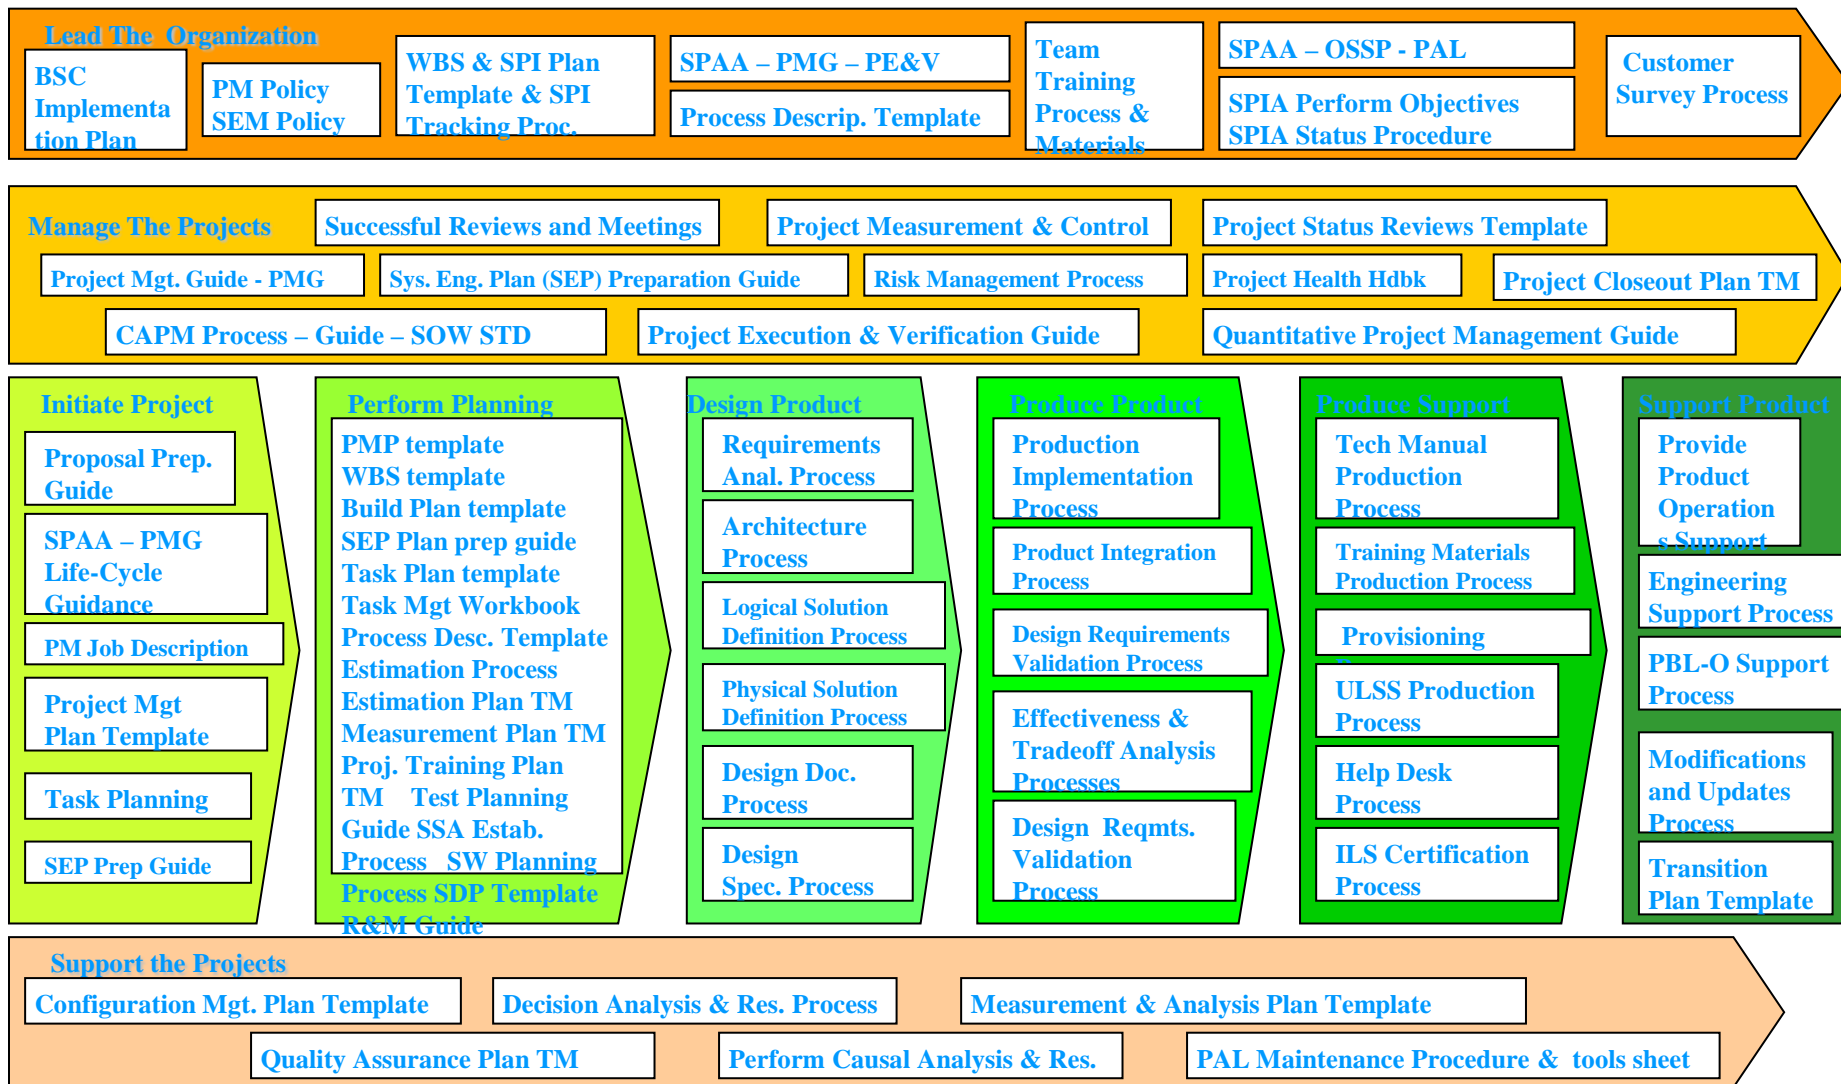 Lead The Organization
BSC
Implementa
tion Plan
PM Policy
SEM Policy
WBS & SPI Plan
Template & SPI
Tracking Proc.
SPAA – PMG – PE&V
Process Descrip. Template
Team
Training
Process &
Materials
SPAA – OSSP - PAL
SPIA Perform Objectives
SPIA Status Procedure
Customer
Survey Process
Manage The Projects
Successful Reviews and Meetings
Project Measurement & Control
Project Status Reviews Template
Project Mgt. Guide - PMG
Sys. Eng. Plan (SEP) Preparation Guide
Risk Management Process
Project Health Hdbk
Project Closeout Plan TM
CAPM Process – Guide – SOW STD
Project Execution & Verification Guide
Quantitative Project Management Guide
Initiate Project
Proposal Prep.
Guide
SPAA – PMG
Life-Cycle
Guidance
PM Job Description
Project Mgt
Plan Template
Task Planning
SEP Prep Guide
Perform Planning
PMP template
WBS template
Build Plan template
SEP Plan prep guide
Task Plan template
Task Mgt Workbook
Process Desc. Template
Estimation Process
Estimation Plan TM
Measurement Plan TM
Proj. Training Plan
TM Test Planning
Guide SSA Estab.
Process SW Planning
Process SDP Template
R&M Guide
Design Product
Requirements
Anal. Process
Architecture
Process
Logical Solution
Definition Process
Physical Solution
Definition Process
Design Doc.
Process
Design
Spec. Process
Produce Product
Production
Implementation
Process
Product Integration
Process
Design Requirements
Validation Process
Effectiveness &
Tradeoff Analysis
Processes
Design Reqmts.
Validation
Process
Produce Support
Tech Manual
Production
Process
Training Materials
Production Process
Provisioning
ULSS Production
Process
Help Desk
Process
ILS Certification
Process
Support Product
Provide
Product
Operation
s Support
Engineering
Support Process
PBL-O Support
Process
Modifications
and Updates
Process
Transition
Plan Template
Support the Projects
Configuration Mgt. Plan Template
Decision Analysis & Res. Process
Measurement & Analysis Plan Template
Quality Assurance Plan TM
Perform Causal Analysis & Res.
PAL Maintenance Procedure & tools sheet